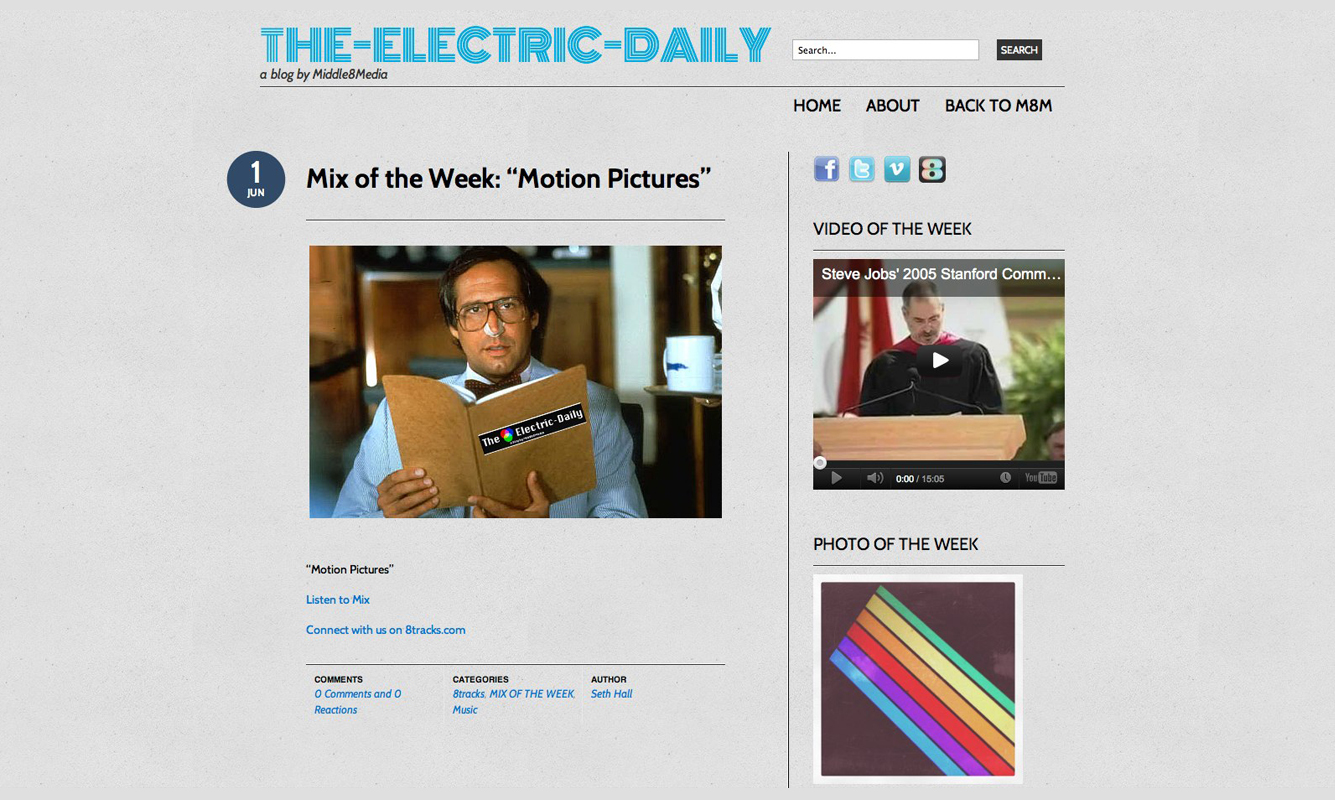 THE-ELECTRIC-DAILY
a blog by Middle8Media
Search...
SEARCH
HOME
ABOUT
BACK TO M8M
1
JUN
Mix of the Week: “Motion Pictures”
The Electric-Daily
“Motion Pictures”
Listen to Mix
Connect with us on 8tracks.com
COMMENTS
0 Comments and 0
Reactions
CATEGORIES
8tracks, MIX OF THE WEEK,
Music
AUTHOR
Seth Hall
f
t
v
8
VIDEO OF THE WEEK
Steve Jobs' 2005 Stanford Comm...
0:00 / 15:05
YouTube
PHOTO OF THE WEEK